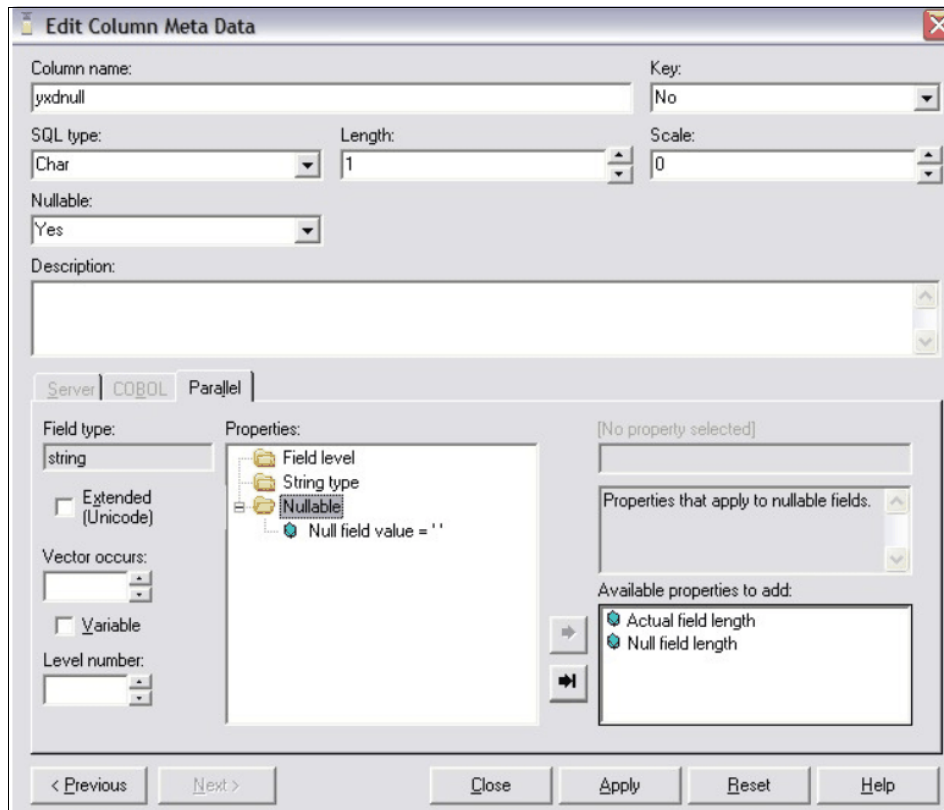 Edit Column Meta Data
Column name:
Key:
yxdnull
No
SQL type:
Length:
Scale:
Char
1
0
Nullable:
Yes
Description:
Server
COBOL
Parallel
Field type:
Properties:
[No property selected]
string
Field level
String type
Extended
(Unicode)
Nullable
Properties that apply to nullable fields.
Null field value = ' '
Vector occurs:
Available properties to add:
Variable
Actual field length
Null field length
Level number:
< Previous
Next >
Close
Apply
Reset
Help